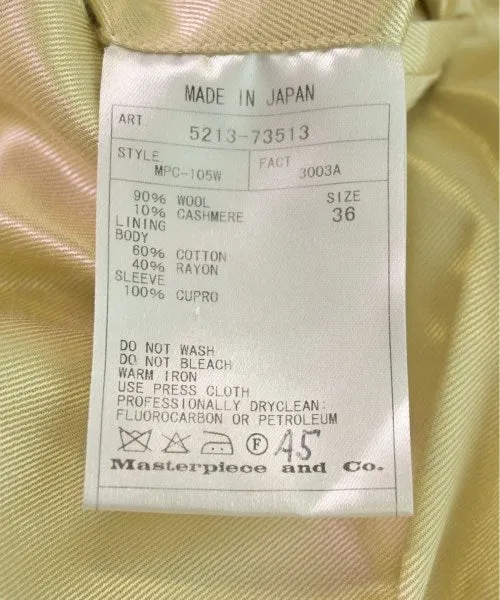 MADE IN JAPAN
ART
5213-73513
STYLE
MPC-105W
FACT
3003A
90% WOOL
10% CASHMERE
SIZE
36
LINING
BODY
60% COTTON
40% RAYON
SLEEVE
100% CUPRO
DO NOT WASH
DO NOT BLEACH
WARM IRON
USE PRESS CLOTH
PROFESSIONALLY DRYCLEAN:
FLUOROCARBON OR PETROLEUM
F A5
Masterpiece and Co.